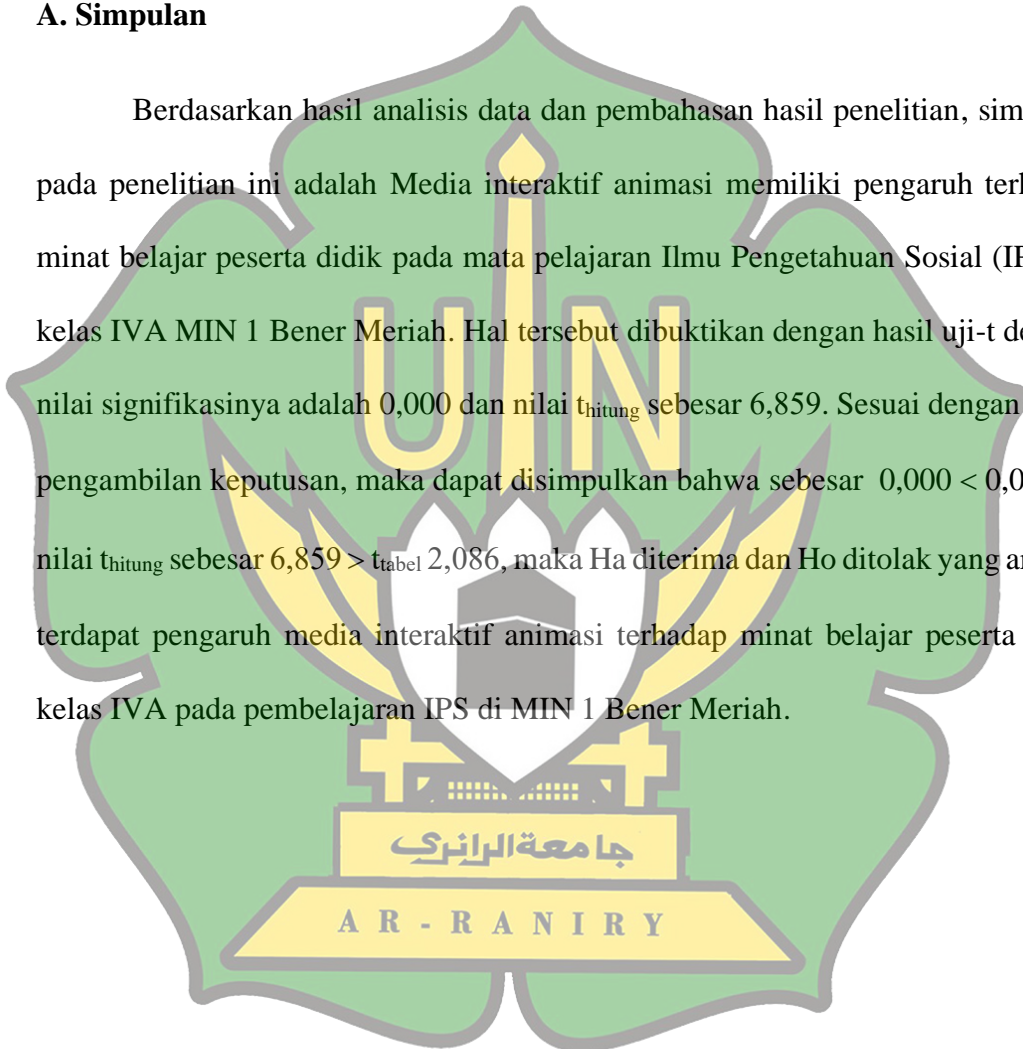 A. Simpulan
Berdasarkan hasil analisis data dan pembahasan hasil penelitian, sim
pada penelitian ini adalah Media interaktif animasi memiliki pengaruh ter
minat belajar peserta didik pada mata pelajaran Ilmu Pengetahuan Sosial (I
kelas IVA MIN 1 Bener Meriah. Hal tersebut dibuktikan dengan hasil uji-t de
nilai signifikasinya adalah 0,000 dan nilai thitung sebesar 6,859. Sesuai dengan
pengambilan keputusan, maka dapat disimpulkan bahwa sebesar 0,000 < 0,0
nilai thitung sebesar 6,859 > ttabel 2,086, maka Ha diterima dan Ho ditolak yang a
terdapat pengaruh media interaktif animasi terhadap minat belajar peserta
kelas IVA pada pembelajaran IPS di MIN 1 Bener Meriah.
UIN
جامعة الرانري
AR-RANIRY